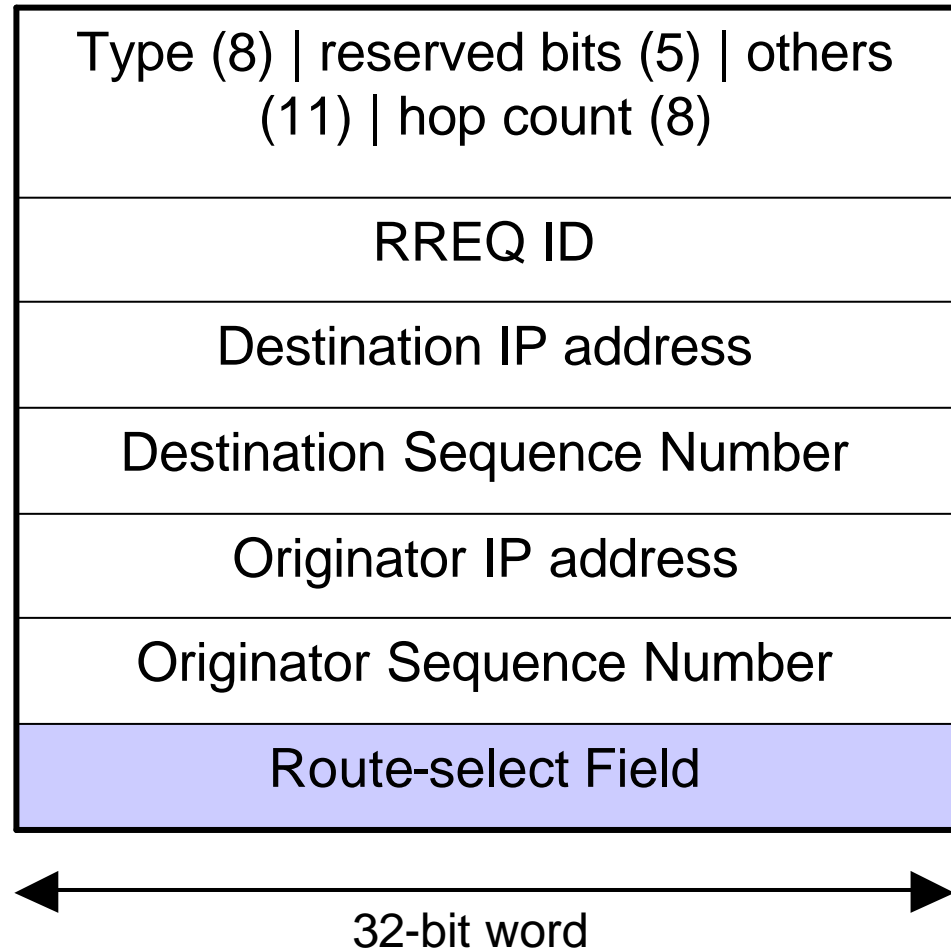 Type (8) | reserved bits (5) | others
(11) | hop count (8)
RREQ ID
Destination IP address
Destination Sequence Number
Originator IP address
Originator Sequence Number
Route-select Field
32-bit word